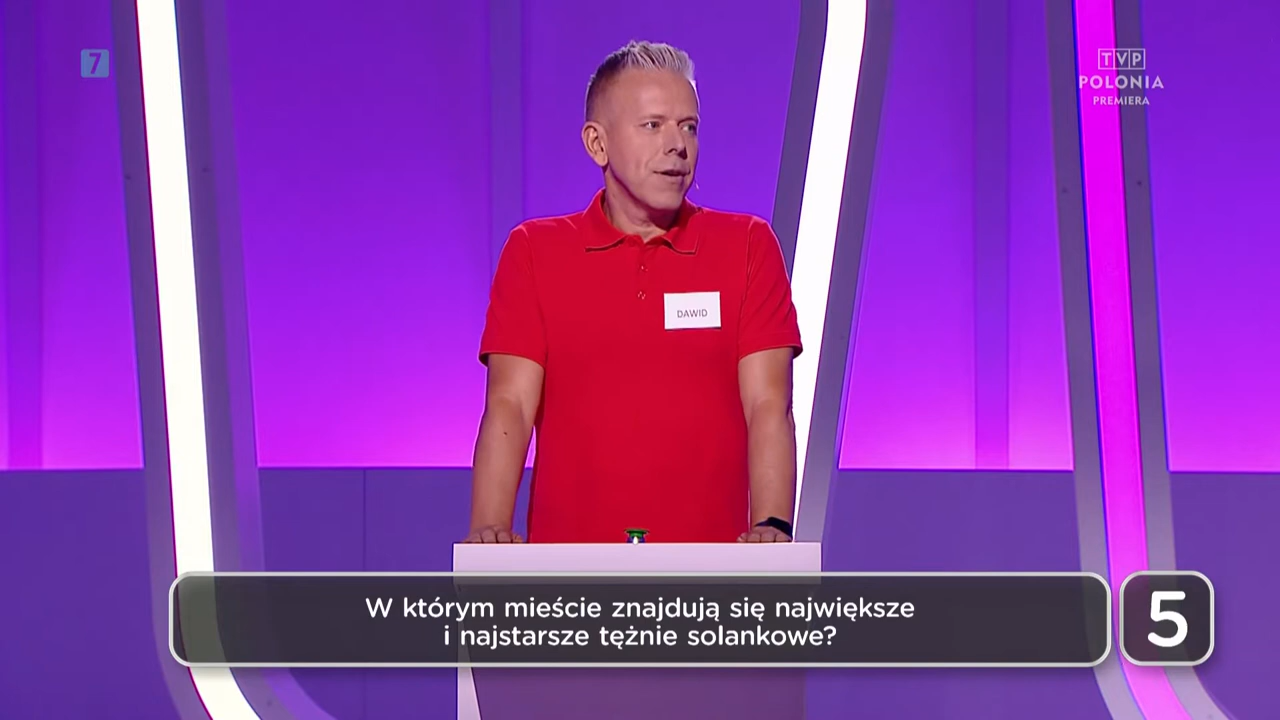 7
TVP
POLONIA
PREMIERA
DAWID
W którym mieście znajdują się największe
i najstarsze tężnie solankowe?
5